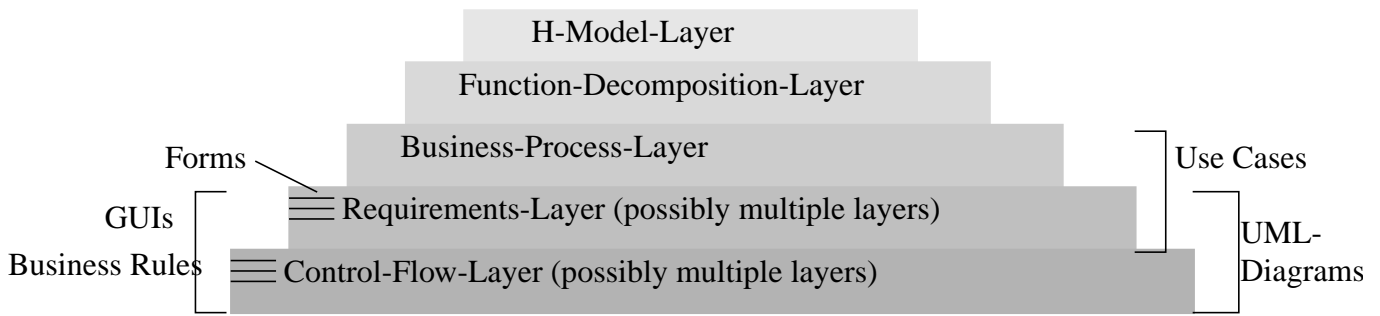 H-Model-Layer
Function-Decomposition-Layer
Business-Process-Layer
Forms
Use Cases
Requirements-Layer (possibly multiple layers)
GUIs
Business Rules
UML-
Diagrams
Control-Flow-Layer (possibly multiple layers)